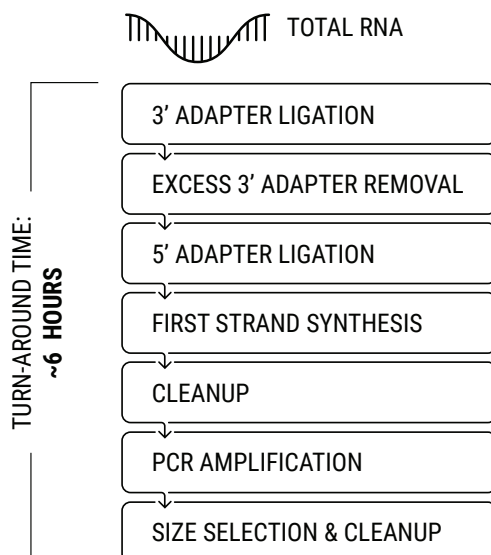 TOTAL RNA
3’ ADAPTER LIGATION
EXCESS 3’ ADAPTER REMOVAL
5’ ADAPTER LIGATION
FIRST STRAND SYNTHESIS
CLEANUP
PCR AMPLIFICATION
SIZE SELECTION & CLEANUP
TURN-AROUND TIME:
~6 HOURS